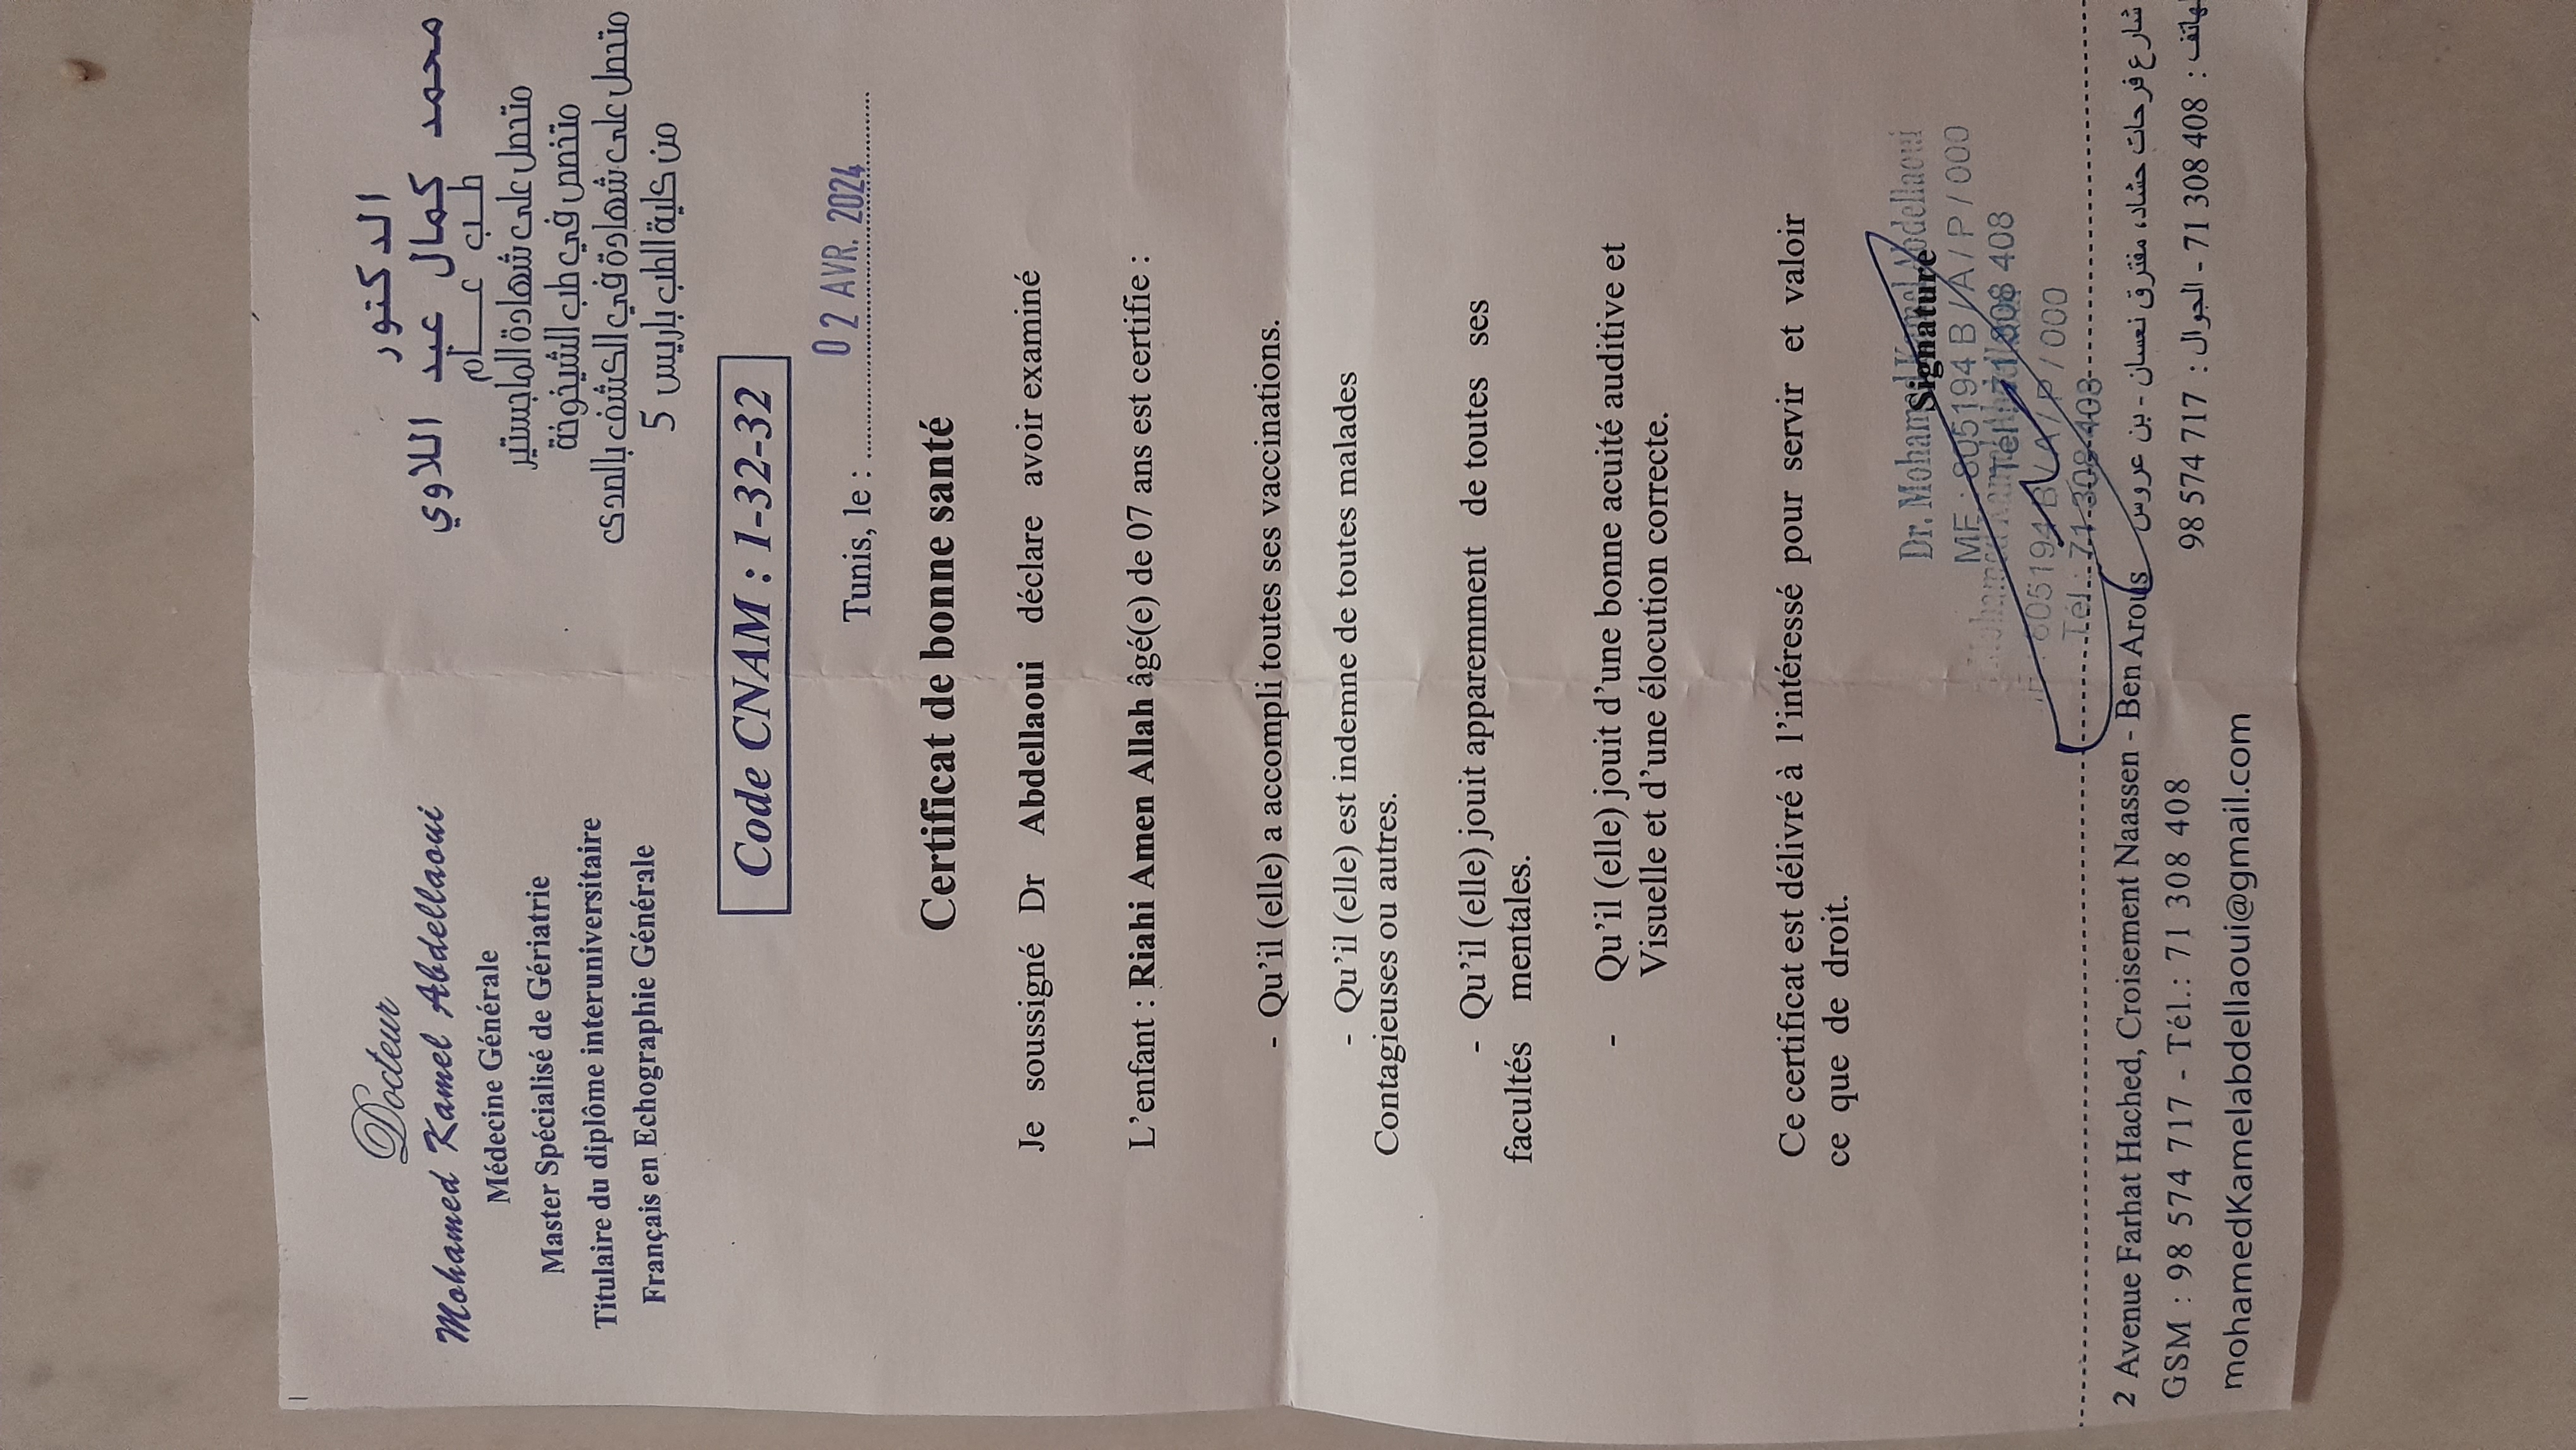 Docteur
Mohamed Kamel Abdellaoui
Médecine Générale
Master Spécialisé de Gériatrie
Titulaire du diplôme interuniversitaire
Français en Echographie Générale
الدكتور
محمد كمال عبد اللاوي
طب عــام
متحصل على شهادة الماجستير
متخصص في طب الشيخوخة
متحصل على شهادة في الكشف بالصدى
من كلية الطب باريس 5
Code CNAM : 1-32-32
Tunis, le : 02 AVR. 2024
Certificat de bonne santé
Je soussigné Dr Abdellaoui déclare avoir examiné
L'enfant : Riahi Amen Allah âgé(e) de 07 ans est certifie :
- Qu'il (elle) a accompli toutes ses vaccinations.
- Qu'il (elle) est indemne de toutes malades
Contagieuses ou autres.
- Qu'il (elle) jouit apparemment de toutes ses
facultés mentales.
- Qu'il (elle) jouit d'une bonne acuité auditive et
Visuelle et d'une élocution correcte.
Ce certificat est délivré à l'intéressé pour servir et valoir
ce que de droit.
Signature
Dr. Mohamed Kamel Abdellaoui
MF : 805194 B / A / P / 000
Tél : 71 308 408
805194 B / A / P / 000
Tél : 71 308 408
2 Avenue Farhat Hached, Croisement Naassen - Ben Arous شارع فرحات حشاد، مفترق نعسان - بن عروس
GSM : 98 574 717 - Tél.: 71 308 408 الهاتف : 71 308 408 - الجوال : 98 574 717
mohamedKamelabdellaoui@gmail.com